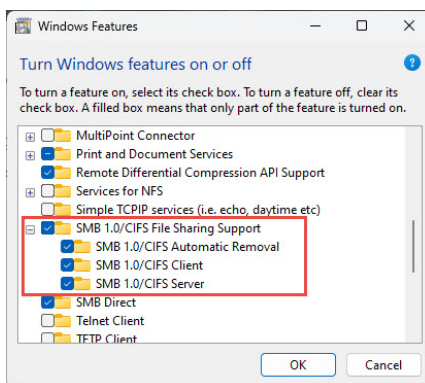 Windows Features
Turn Windows features on or off
To turn a feature on, select its check box. To turn a feature off, clear its
check box. A filled box means that only part of the feature is turned on.
MultiPoint Connector
Print and Document Services
Remote Differential Compression API Support
Services for NFS
Simple TCPIP services (i.e. echo, daytime etc)
SMB 1.0/CIFS File Sharing Support
SMB 1.0/CIFS Automatic Removal
SMB 1.0/CIFS Client
SMB 1.0/CIFS Server
SMB Direct
Telnet Client
TFTP Client
OK
Cancel